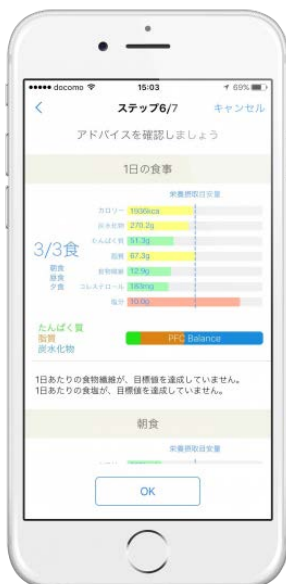 docomo 15:03 69%
ステップ6/7 キャンセル
アドバイスを確認しましょう
1日の食事
栄養摂取目安量
カロリー 1936kca
炭水化物 279.2g
たんぱく質 51.3g
脂質 67.3g
食物繊維 12.9g
コレステロール 183mg
塩分 10.0g
3/3食
朝食
昼食
夕食
たんぱく質
脂質
炭水化物
PFC Balance
1日あたりの食物繊維が、目標値を達成していません。
1日あたりの食塩が、目標値を達成していません。
朝食
栄養摂取目安量
OK